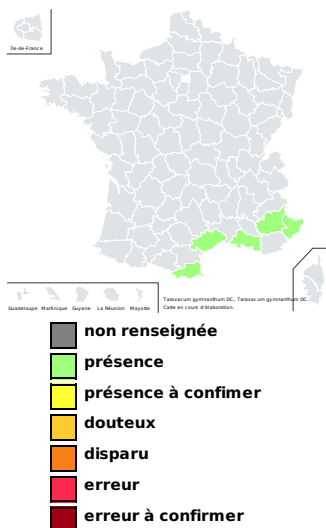 Île-de-France
Guadeloupe Martinique Guyane La Réunion Mayotte
Taraxacum gymnanthum DC., Taraxacum gymnanthum DC.
Carte en cours d'élaboration.
non renseignée
présence
présence à confimer
douteux
disparu
erreur
erreur à confirmer